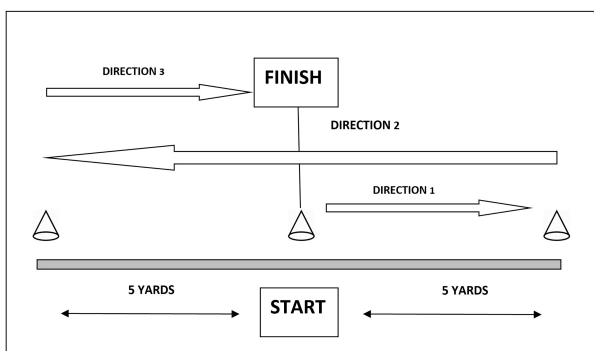 DIRECTION 3
FINISH
DIRECTION 2
DIRECTION 1
5 YARDS
START
5 YARDS